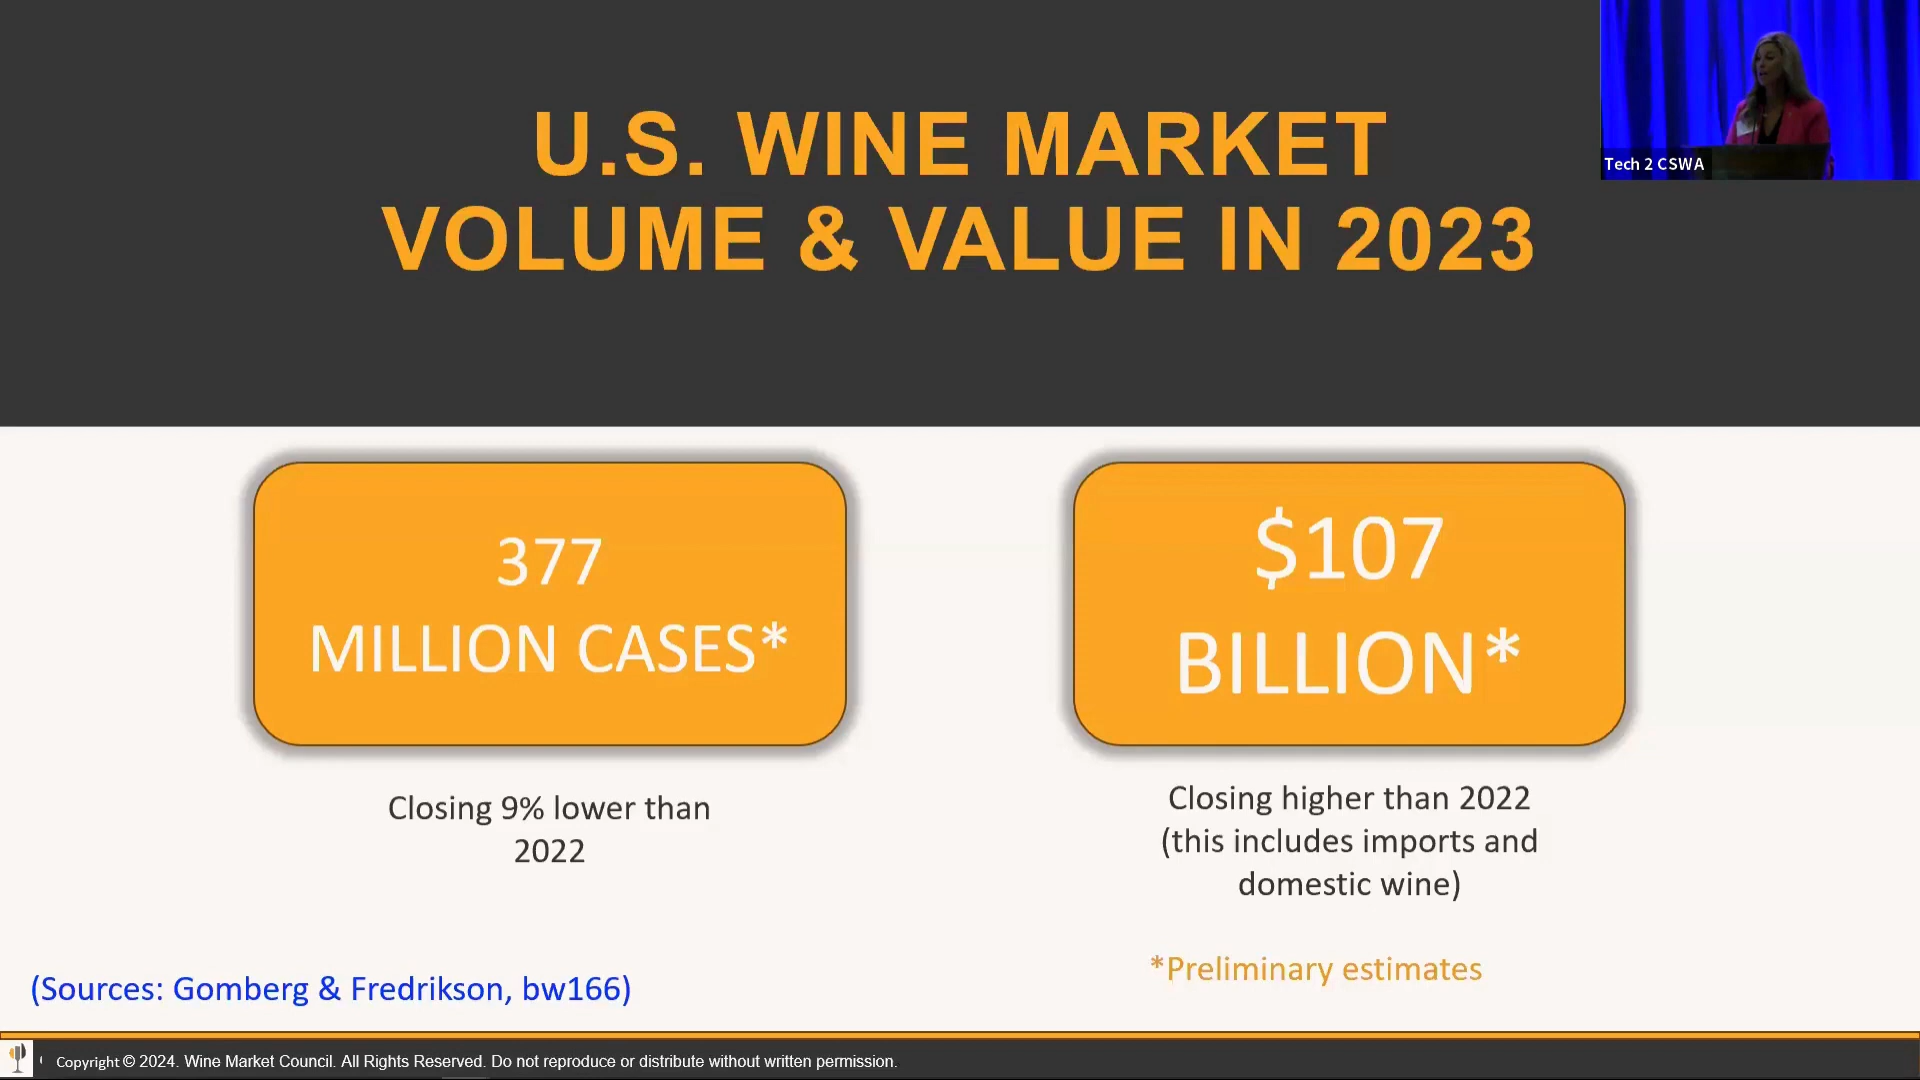 U.S. WINE MARKET
VOLUME & VALUE IN 2023
Tech 2 CSWA
377
MILLION CASES*
Closing 9% lower than
2022
$107
BILLION*
Closing higher than 2022
(this includes imports and
domestic wine)
*Preliminary estimates
(Sources: Gomberg & Fredrikson, bw166)
Copyright © 2024. Wine Market Council. All Rights Reserved. Do not reproduce or distribute without written permission.